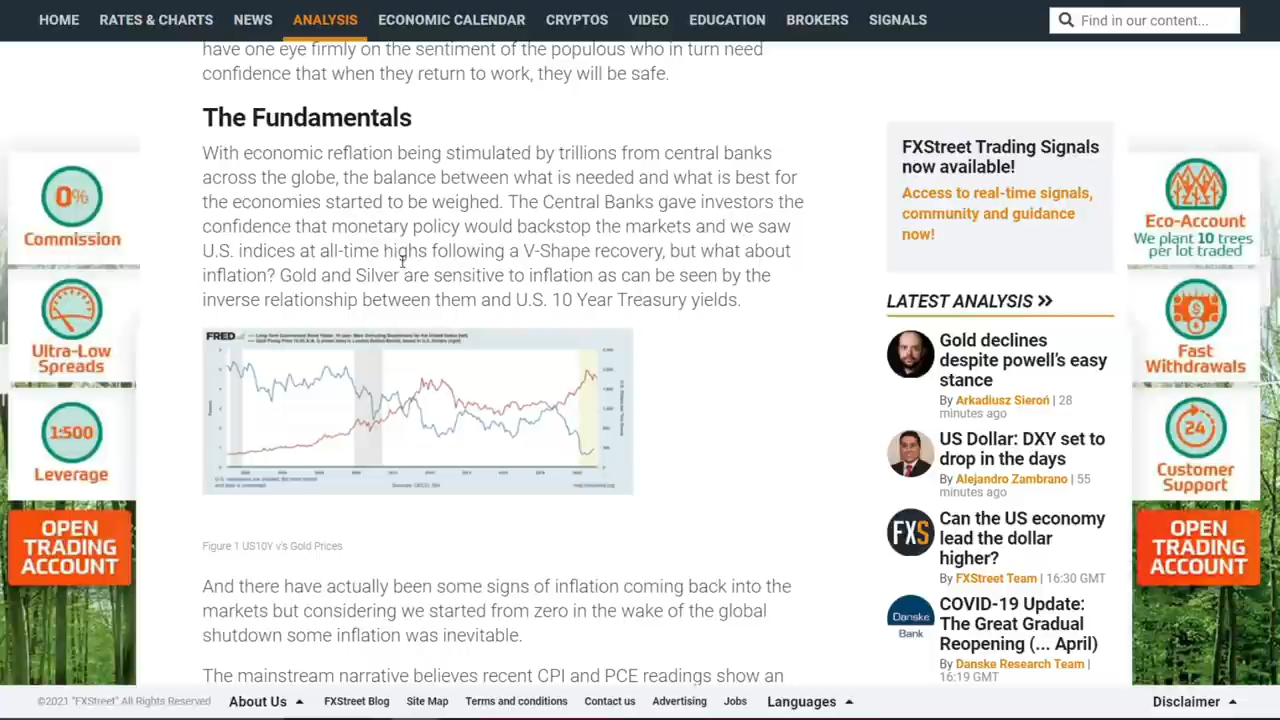 HOME RATES & CHARTS NEWS ANALYSIS ECONOMIC CALENDAR CRYPTOS VIDEO EDUCATION BROKERS SIGNALS
Find in our content...
have one eye firmly on the sentiment of the populous who in turn need
confidence that when they return to work, they will be safe.
The Fundamentals
With economic reflation being stimulated by trillions from central banks
across the globe, the balance between what is needed and what is best for
the economies started to be weighed. The Central Banks gave investors the
confidence that monetary policy would backstop the markets and we saw
U.S. indices at all-time highs forming a V-Shape recovery, but what about
inflation? Gold and Silver are sensitive to inflation as can be seen by the
inverse relationship between them and U.S. 10 Year Treasury yields.
FRED
Figure 1 US10Y v's Gold Prices
And there have actually been some signs of inflation coming back into the
markets but considering we started from zero in the wake of the global
shutdown some inflation was inevitable.
The mainstream narrative believes recent CPI and PCE readings show an
0%
Commission
Ultra-Low
Spreads
1:500
Leverage
OPEN
TRADING
ACCOUNT
FXStreet Trading Signals
now available!
Access to real-time signals,
community and guidance
now!
LATEST ANALYSIS
Gold declines
despite powell's easy
stance
By Arkadiusz Sieroń | 28
minutes ago
US Dollar: DXY set to
drop in the days
By Alejandro Zambrano | 55
minutes ago
FXS
Can the US economy
lead the dollar
higher?
By FXStreet Team | 16:30 GMT
Danske
Bank
COVID-19 Update:
The Great Gradual
Reopening (... April)
By Danske Research Team |
16:19 GMT
Eco-Account
We plant 10 trees
per lot traded
Fast
Withdrawals
24
Customer
Support
OPEN
TRADING
ACCOUNT
©2021 "FXStreet" All Rights Reserved
About Us FXStreet Blog Site Map Terms and conditions Contact us Advertising Jobs Languages Disclaimer